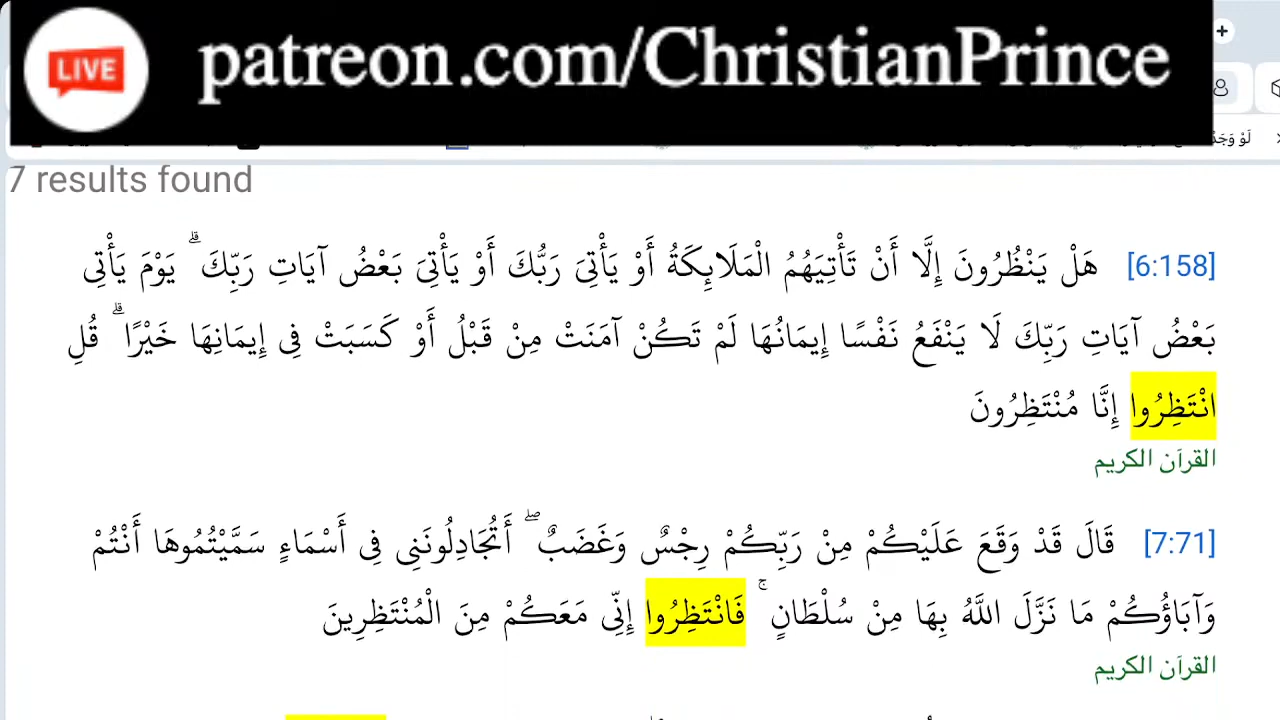 LIVE
patreon.com/ChristianPrince
لَوْ وَجَدُ
7 results found
[6:158] هَلْ يَنْظُرُونَ إِلَّا أَنْ تَأْتِيَهُمُ الْمَلَائِكَةُ أَوْ يَأْتِيَ رَبُّكَ أَوْ يَأْتِيَ بَعْضُ آيَاتِ رَبِّكَ ۗ يَوْمَ يَأْتِي
بَعْضُ آيَاتِ رَبِّكَ لَا يَنْفَعُ نَفْسًا إِيمَانُهَا لَمْ تَكُنْ آمَنَتْ مِنْ قَبْلُ أَوْ كَسَبَتْ فِي إِيمَانِهَا خَيْرًا ۗ قُلِ
انْتَظِرُوا إِنَّا مُنْتَظِرُونَ
القرآن الكريم
[7:71] قَالَ قَدْ وَقَعَ عَلَيْكُمْ مِنْ رَبِّكُمْ رِجْسٌ وَغَضَبٌ ۖ أَتُجَادِلُونَنِي فِي أَسْمَاءٍ سَمَّيْتُمُوهَا أَنْتُمْ
وَآبَاؤُكُمْ مَا نَزَّلَ اللَّهُ بِهَا مِنْ سُلْطَانٍ ۚ فَانْتَظِرُوا إِنِّي مَعَكُمْ مِنَ الْمُنْتَظِرِينَ
القرآن الكريم